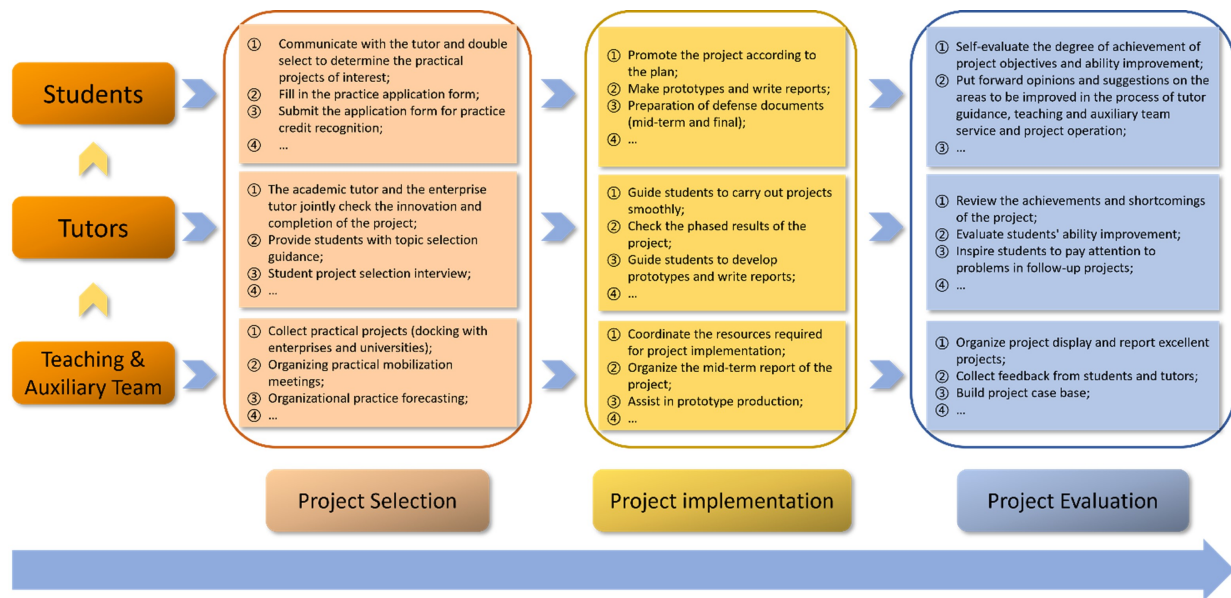 Students
① Communicate with the tutor and double
select to determine the practical
projects of interest;
② Fill in the practice application form;
③ Submit the application form for practice
credit recognition;
④ ...
① Promote the project according to
the plan;
② Make prototypes and write reports;
③ Preparation of defense documents
(mid-term and final);
④ ...
① Self-evaluate the degree of achievement of
project objectives and ability improvement;
② Put forward opinions and suggestions on the
areas to be improved in the process of tutor
guidance, teaching and auxiliary team
service and project operation;
③ ...
Tutors
① The academic tutor and the enterprise
tutor jointly check the innovation and
completion of the project;
② Provide students with topic selection
guidance;
③ Student project selection interview;
④ ...
① Guide students to carry out projects
smoothly;
② Check the phased results of the
project;
③ Guide students to develop
prototypes and write reports;
④ ...
① Review the achievements and shortcomings
of the project;
② Evaluate students' ability improvement;
③ Inspire students to pay attention to
problems in follow-up projects;
④ ...
Teaching &
Auxiliary Team
① Collect practical projects (docking with
enterprises and universities);
② Organizing practical mobilization
meetings;
③ Organizational practice forecasting;
④ ...
① Coordinate the resources required
for project implementation;
② Organize the mid-term report of the
project;
③ Assist in prototype production;
④ ...
① Organize project display and report excellent
projects;
② Collect feedback from students and tutors;
③ Build project case base;
④ ...
Project Selection
Project implementation
Project Evaluation